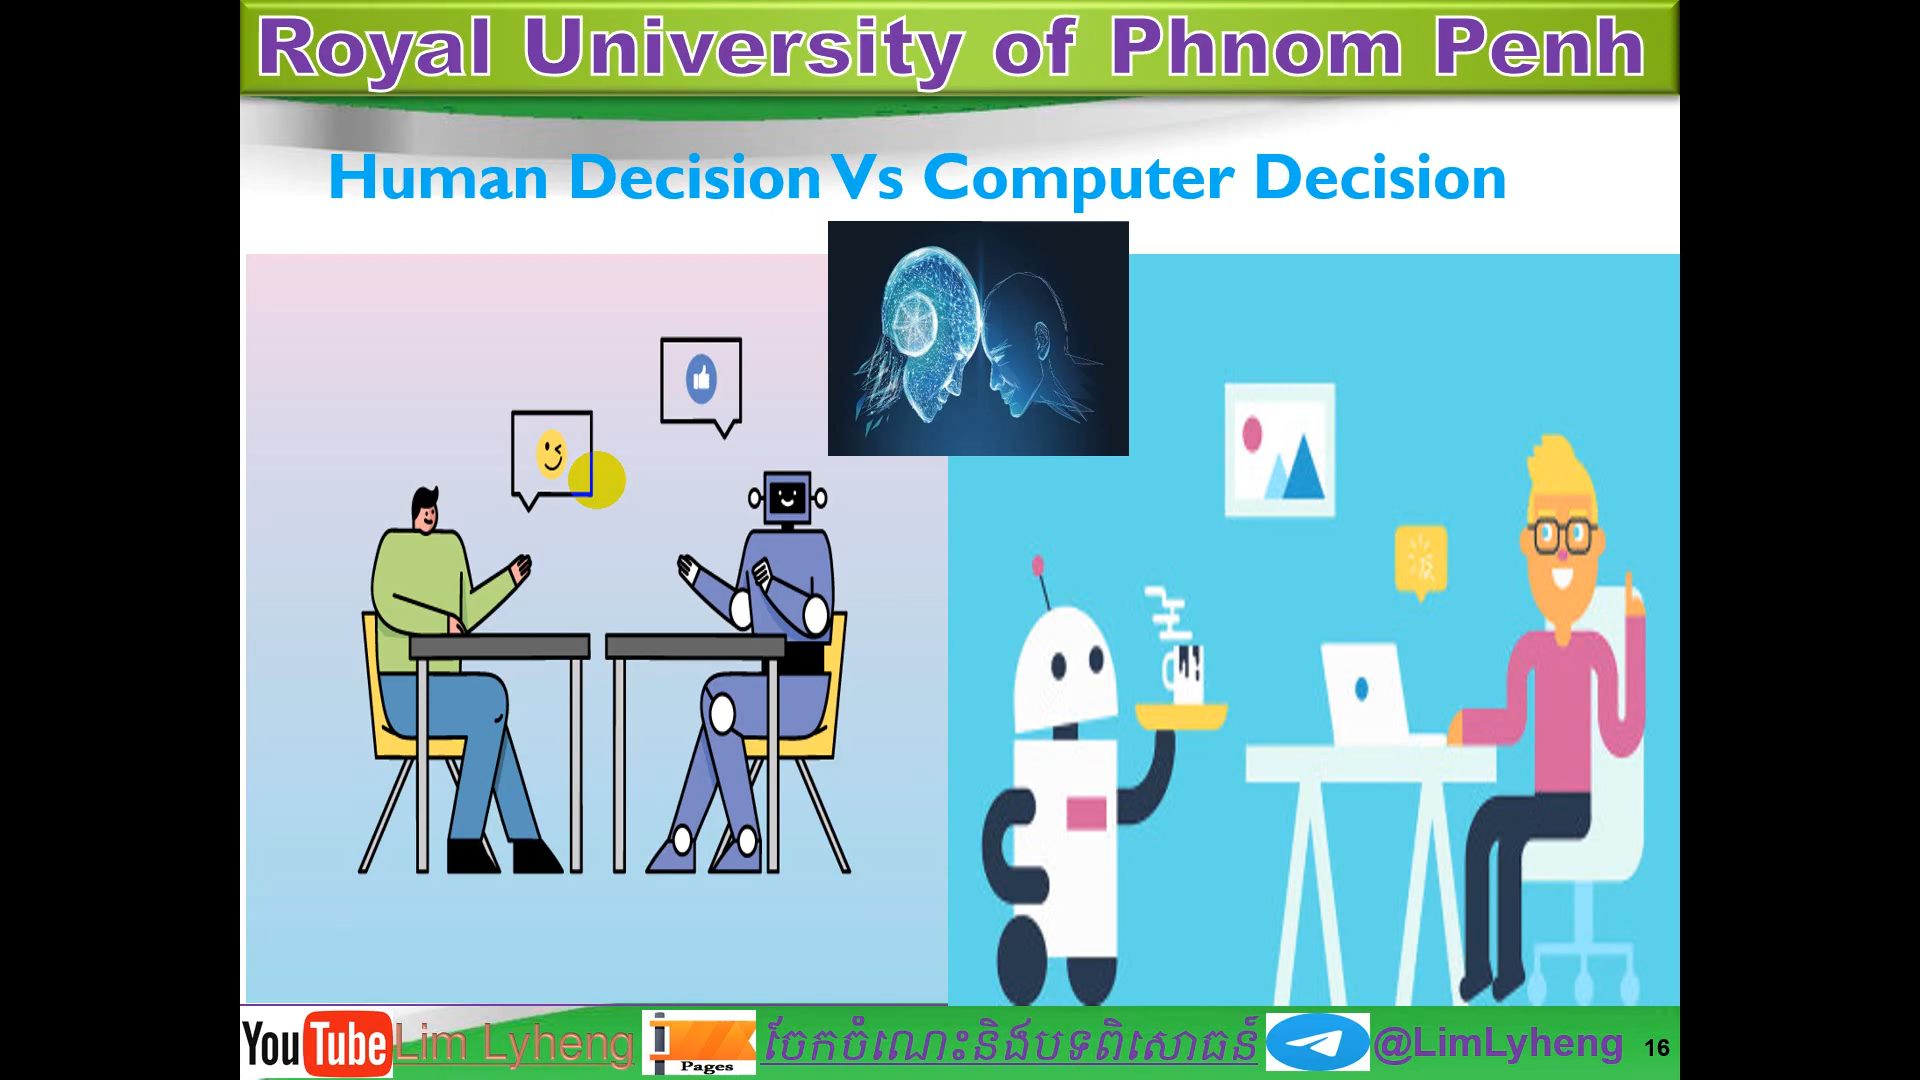 Royal University of Phnom Penh
Human Decision Vs Computer Decision
YouTube Lim Lyheng Pages ចែកចំណេះនិងបទពិសោធន៍ @LimLyheng 16